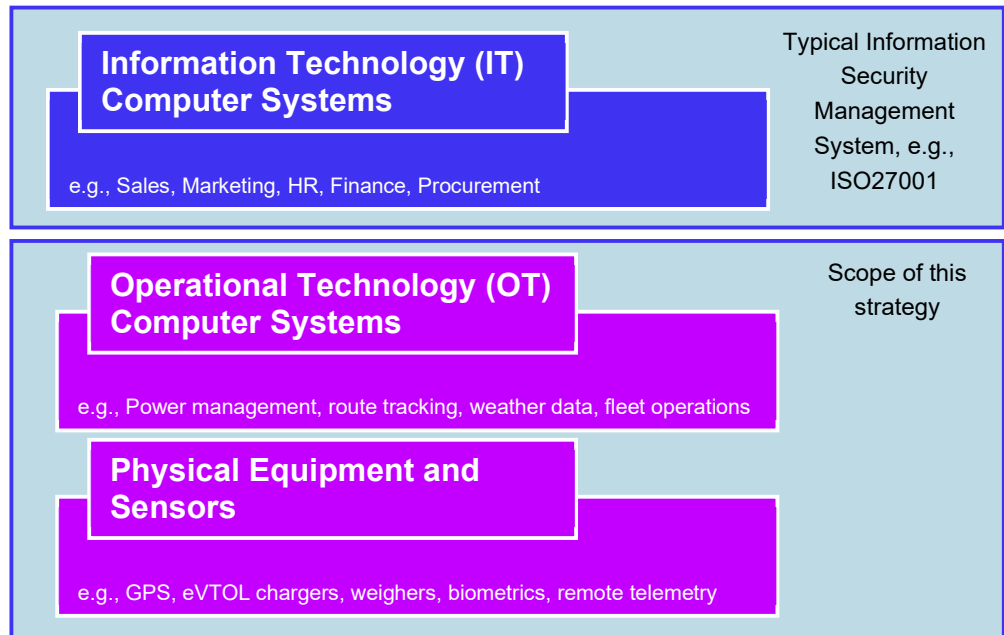 Information Technology (IT)
Computer Systems
e.g., Sales, Marketing, HR, Finance, Procurement
Typical Information
Security
Management
System, e.g.,
ISO27001
Operational Technology (OT)
Computer Systems
e.g., Power management, route tracking, weather data, fleet operations
Scope of this
strategy
Physical Equipment and
Sensors
e.g., GPS, eVTOL chargers, weighers, biometrics, remote telemetry